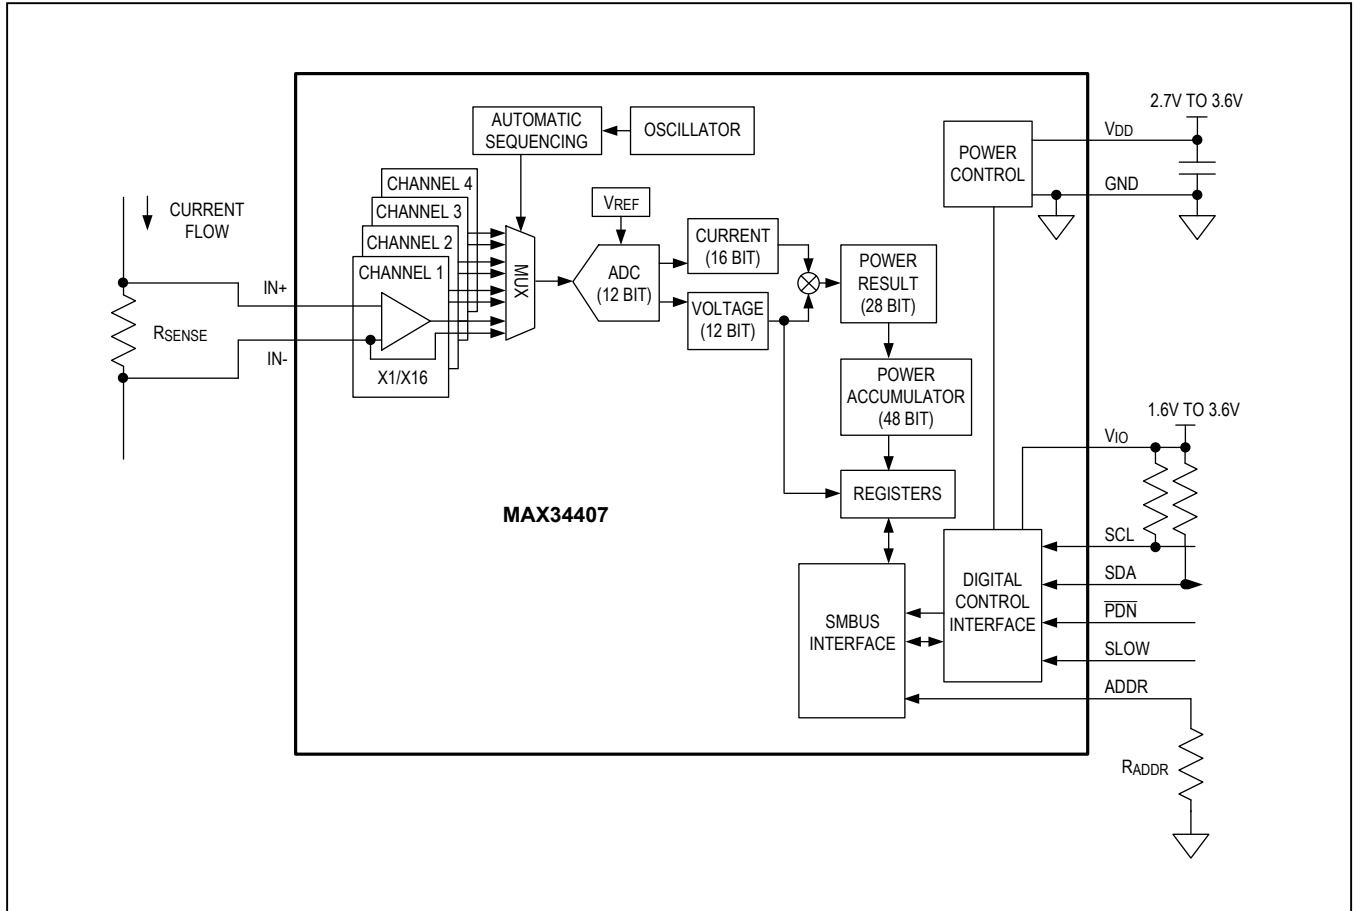 AUTOMATIC
SEQUENCING
OSCILLATOR
2.7V TO 3.6V
POWER
CONTROL
VDD
GND
CURRENT
FLOW
CHANNEL 4
CHANNEL 3
CHANNEL 2
CHANNEL 1
X1/X16
IN+
RSENSE
IN-
MUX
VREF
ADC
(12 BIT)
CURRENT
(16 BIT)
VOLTAGE
(12 BIT)
POWER
RESULT
(28 BIT)
POWER
ACCUMULATOR
(48 BIT)
REGISTERS
MAX34407
1.6V TO 3.6V
VIO
SCL
SDA
PDN
SLOW
ADDR
SMBUS
INTERFACE
DIGITAL
CONTROL
INTERFACE
RADDR